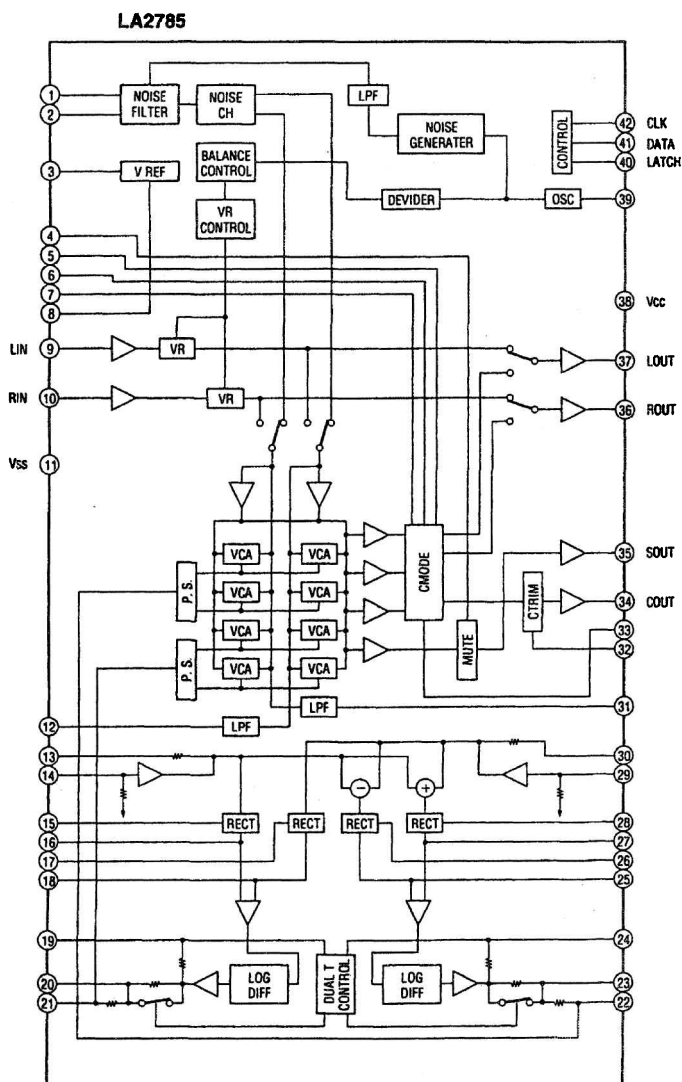 LA2785
1
NOISE FILTER
NOISE CH
LPF
2
NOISE GENERATER
42 CLK
CONTROL
41 DATA
40 LATCH
3
V REF
BALANCE CONTROL
DEVIDER
OSC
39
VR CONTROL
4
5
6
7
8
38 Vcc
LIN 9
VR
37 LOUT
RIN 10
VR
36 ROUT
Vss 11
VCA
VCA
P. S.
CMODE
35 SOUT
VCA
VCA
CTRIM
34 COUT
VCA
VCA
33
P. S.
MUTE
32
VCA
VCA
LPF
31
12
LPF
13
30
14
29
−
+
15
RECT
RECT
RECT
RECT
28
16
27
17
26
18
25
19
24
DUAL T CONTROL
20
LOG DIFF
LOG DIFF
23
21
22